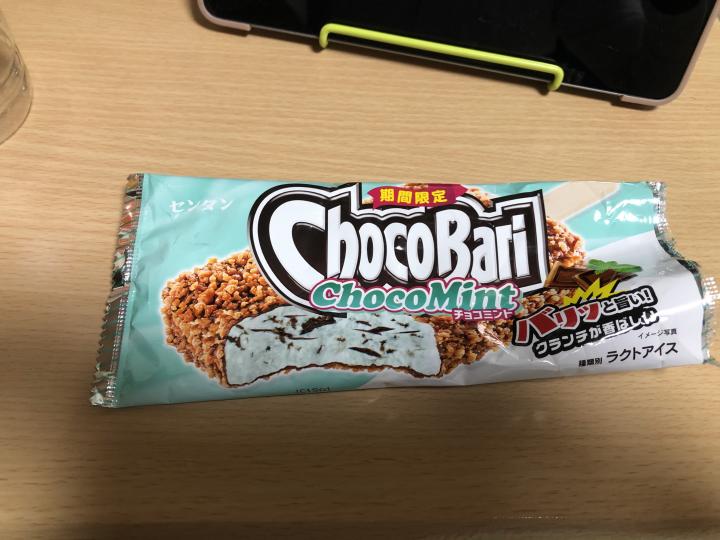 センタン
期間限定
ChocoBari
ChocoMint
チョコミント
バリッと旨い!
クランチが香ばしい
イメージ写真
種類別 ラクトアイス